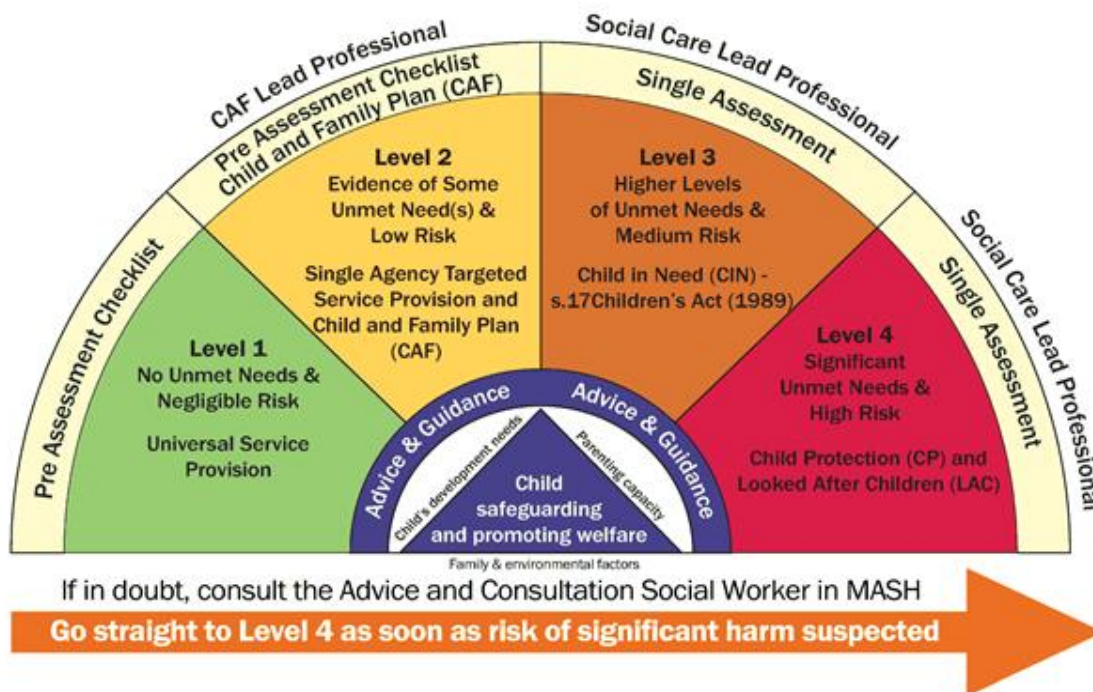 CAF Lead Professional
Social Care Lead Professional
Pre Assessment Checklist
Child and Family Plan (CAF)
Single Assessment
Level 2
Evidence of Some
Unmet Need(s) &
Low Risk
Single Agency Targeted
Service Provision and
Child and Family Plan
(CAF)
Level 3
Higher Levels
of Unmet Needs &
Medium Risk
Child in Need (CIN) -
s.17Children's Act (1989)
Pre Assessment Checklist
Level 1
No Unmet Needs &
Negligible Risk
Universal Service
Provision
Social Care Lead Professional
Single Assessment
Level 4
Significant
Unmet Needs &
High Risk
Child Protection (CP) and
Looked After Children (LAC)
Advice & Guidance
Advice & Guidance
Child's development needs
Parenting capacity
Child
safeguarding
and promoting welfare
Family & environmental factors
If in doubt, consult the Advice and Consultation Social Worker in MASH
Go straight to Level 4 as soon as risk of significant harm suspected